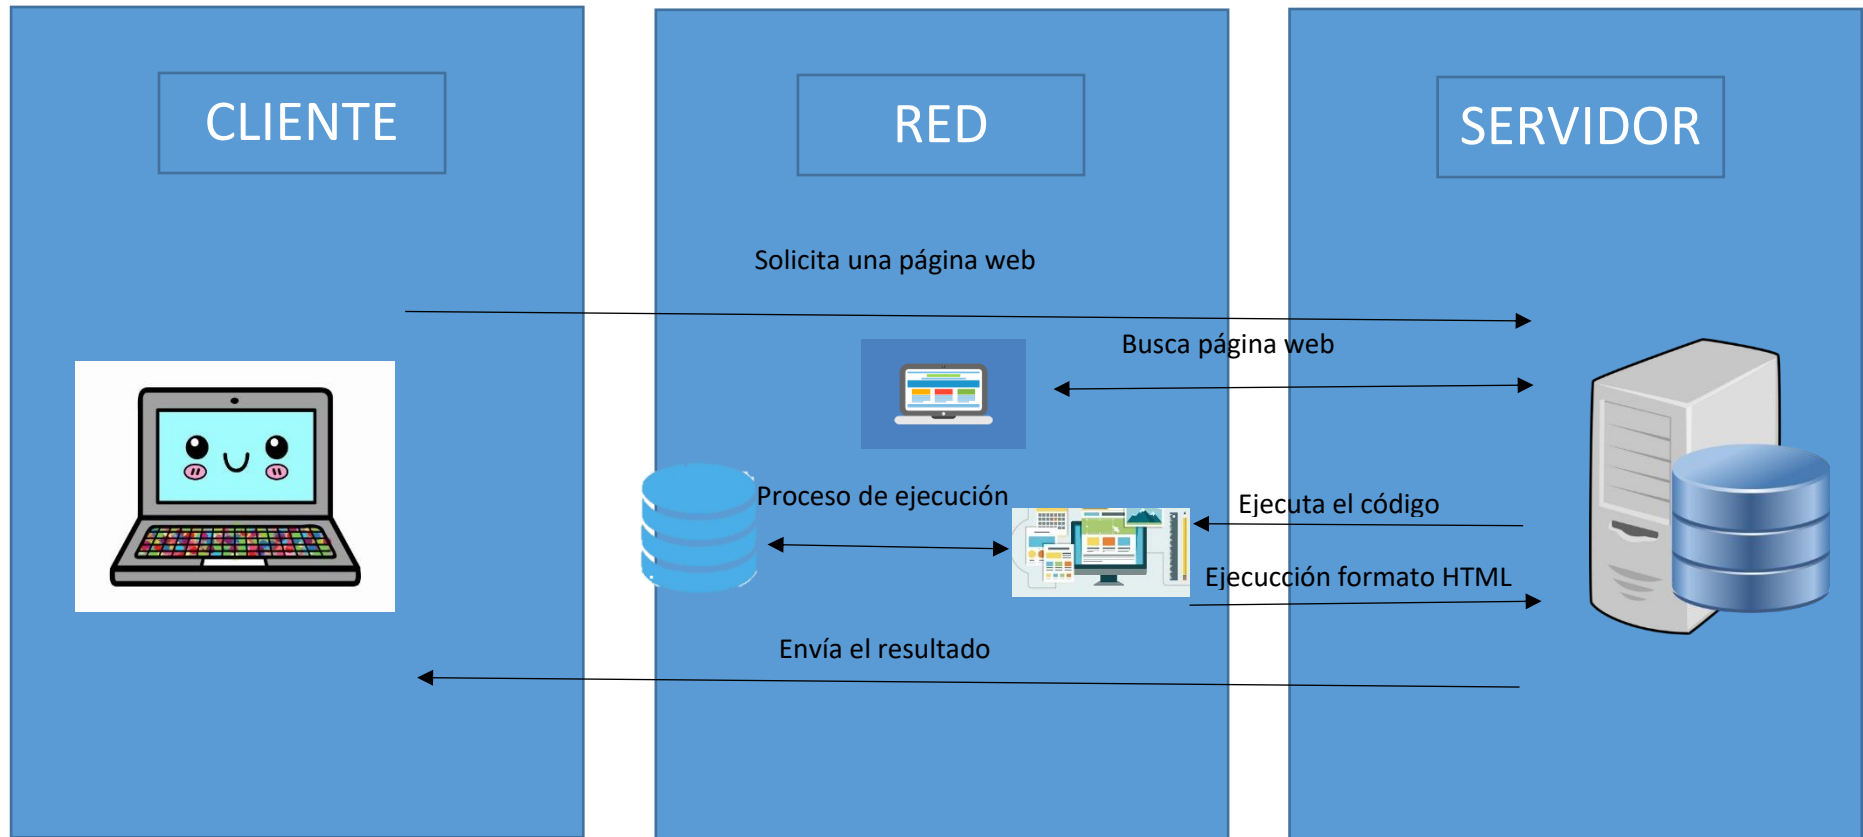 CLIENTE
RED
SERVIDOR
Solicita una página web
Busca página web
Proceso de ejecución
Ejecuta el código
Ejecucción formato HTML
Envía el resultado